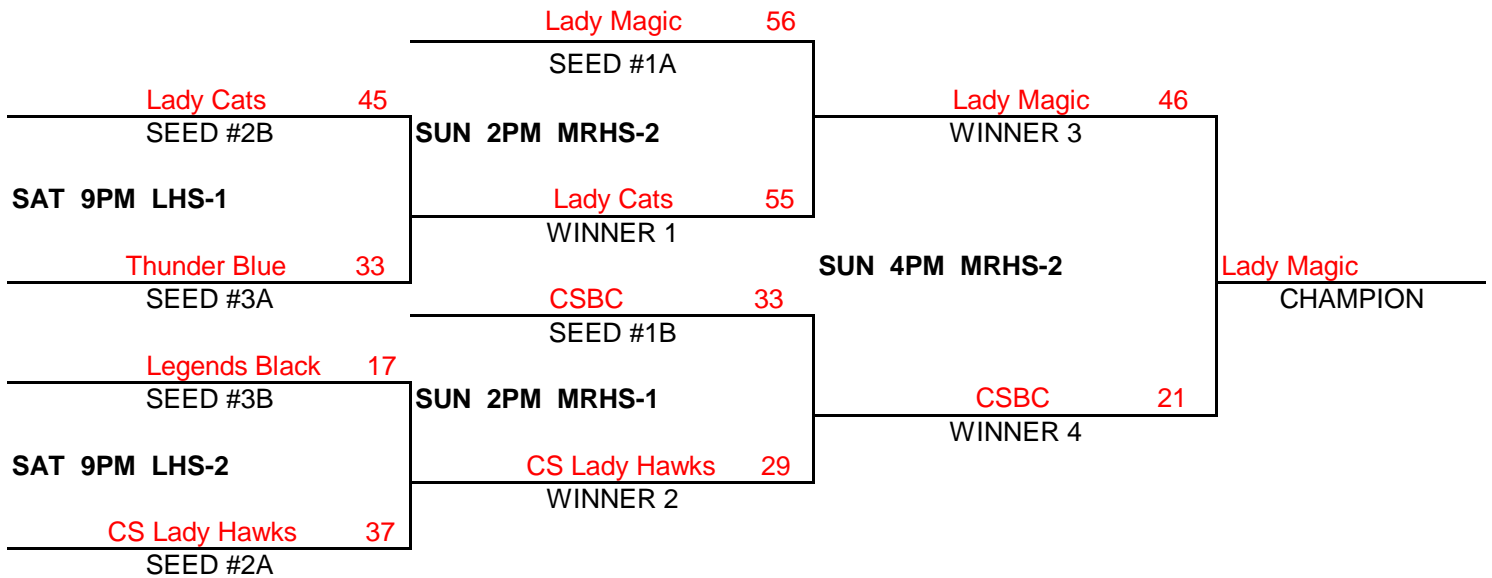 Lady Magic 56
SEED #1A
Lady Cats 45
Lady Magic 46
SEED #2B
SUN 2PM MRHS-2
WINNER 3
SAT 9PM LHS-1
Lady Cats 55
WINNER 1
Thunder Blue 33
SUN 4PM MRHS-2
Lady Magic
SEED #3A
CSBC 33
CHAMPION
SEED #1B
Legends Black 17
SEED #3B
SUN 2PM MRHS-1
CSBC 21
WINNER 4
SAT 9PM LHS-2
CS Lady Hawks 29
WINNER 2
CS Lady Hawks 37
SEED #2A